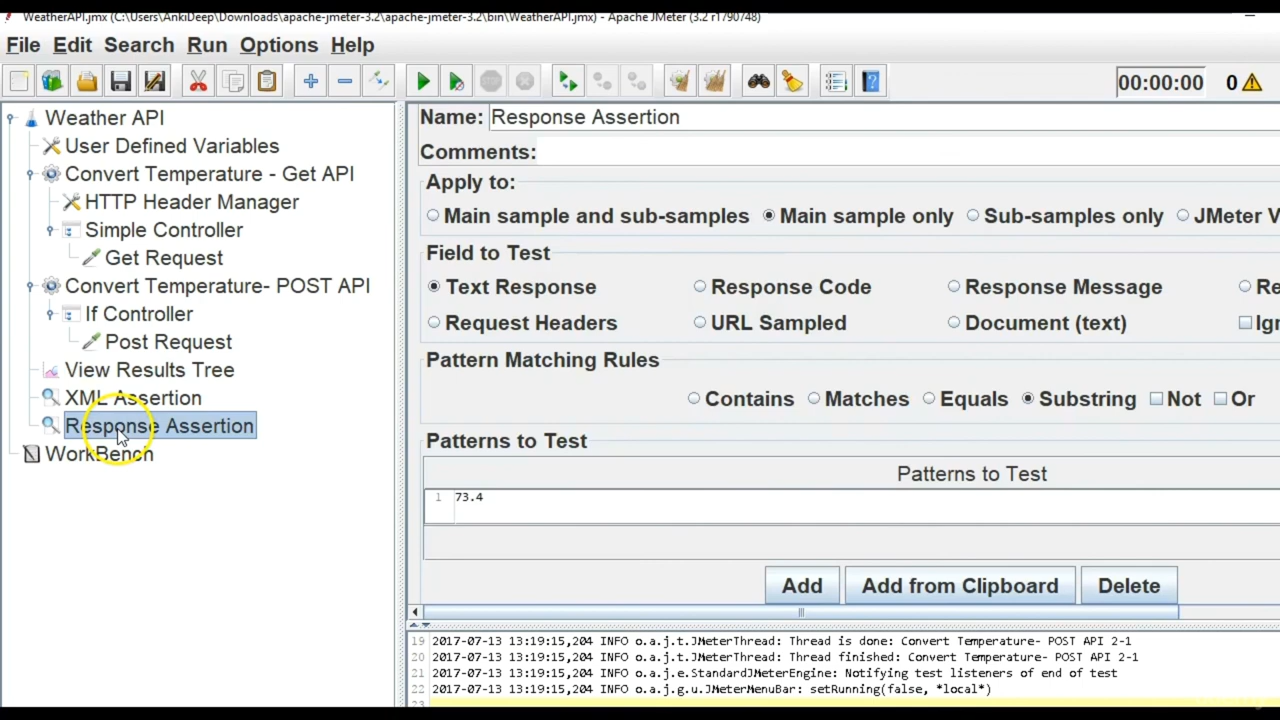 WeatherAPI.jmx (C:\Users\AnkiDeep\Downloads\apache-jmeter-3.2\apache-jmeter-3.2\bin\WeatherAPI.jmx) - Apache JMeter (3.2 r1790748)
File Edit Search Run Options Help
00:00:00 0
Weather API
User Defined Variables
Convert Temperature - Get API
HTTP Header Manager
Simple Controller
Get Request
Convert Temperature- POST API
If Controller
Post Request
View Results Tree
XML Assertion
Response Assertion
WorkBench
Name: Response Assertion
Comments:
Apply to:
Main sample and sub-samples Main sample only Sub-samples only JMeter V
Field to Test
Text Response Response Code Response Message Re
Request Headers URL Sampled Document (text) Ign
Pattern Matching Rules
Contains Matches Equals Substring Not Or
Patterns to Test
Patterns to Test
1 73.4
Add Add from Clipboard Delete
19 2017-07-13 13:19:15,204 INFO o.a.j.t.JMeterThread: Thread is done: Convert Temperature- POST API 2-1
20 2017-07-13 13:19:15,204 INFO o.a.j.t.JMeterThread: Thread finished: Convert Temperature- POST API 2-1
21 2017-07-13 13:19:15,204 INFO o.a.j.e.StandardJMeterEngine: Notifying test listeners of end of test
22 2017-07-13 13:19:15,204 INFO o.a.j.g.u.JMeterMenuBar: setRunning(false, *local*)
23